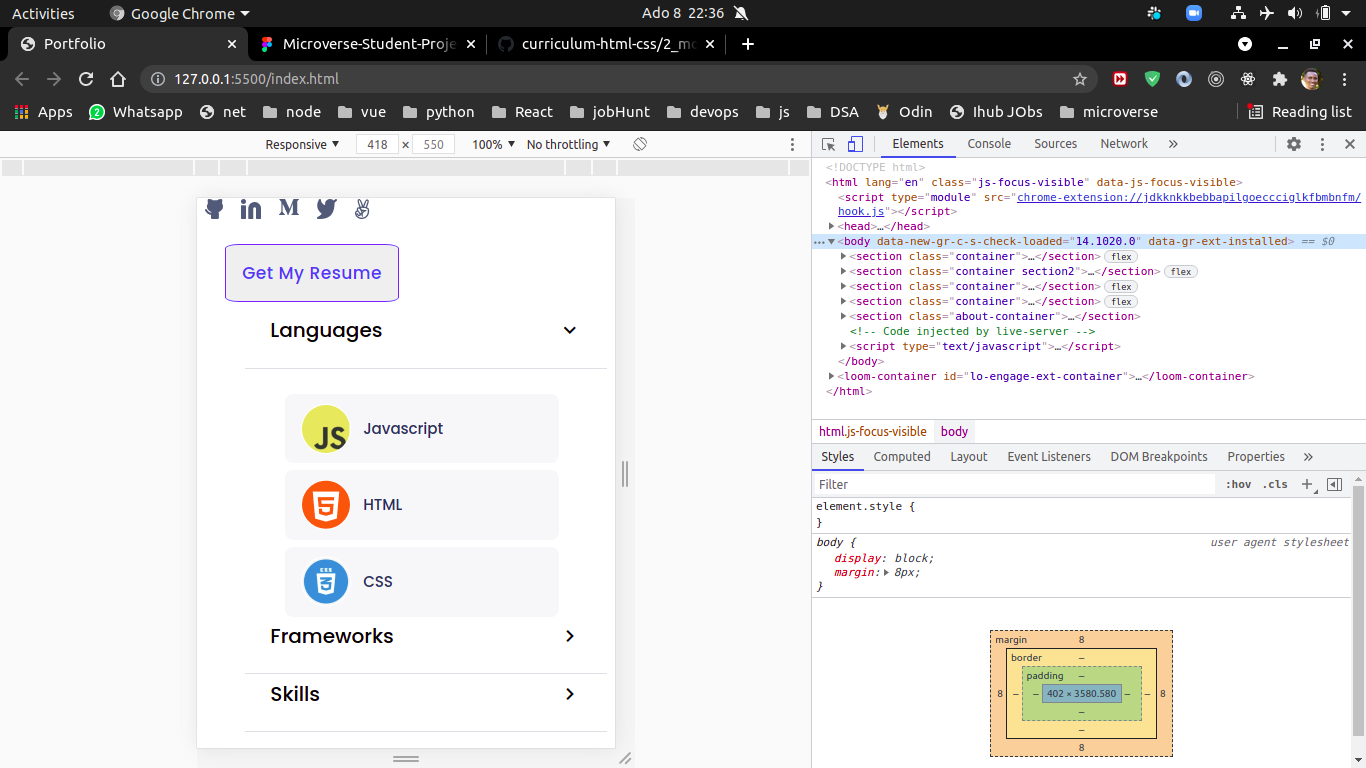 Activities Google Chrome Ado 8 22:36
Portfolio Microverse-Student-Proje curriculum-html-css/2_mo
127.0.0.1:5500/index.html
Apps Whatsapp net node vue python React jobHunt devops js DSA Odin Ihub JObs microverse Reading list
Responsive 418 × 550 100% No throttling
Get My Resume
Languages
JS Javascript
HTML
CSS
Frameworks
Skills
Elements Console Sources Network »
<!DOCTYPE html>
<html lang="en" class="js-focus-visible" data-js-focus-visible>
<script type="module" src="chrome-extension://jdkknkkbebbapilgoeccciglkfbmbnfm/
hook.js"></script>
<head>…</head>
<body data-new-gr-c-s-check-loaded="14.1020.0" data-gr-ext-installed> == $0
<section class="container">…</section> flex
<section class="container section2">…</section> flex
<section class="container">…</section> flex
<section class="container">…</section> flex
<section class="about-container">…</section>
<!-- Code injected by live-server -->
<script type="text/javascript">…</script>
</body>
<loom-container id="lo-engage-ext-container">…</loom-container>
</html>
html.js-focus-visible body
Styles Computed Layout Event Listeners DOM Breakpoints Properties »
Filter :hov .cls +
element.style {
}
body { user agent stylesheet
display: block;
margin: 8px;
}
margin 8
border –
padding –
8 – – 402 × 3580.580 – – 8
–
–
8